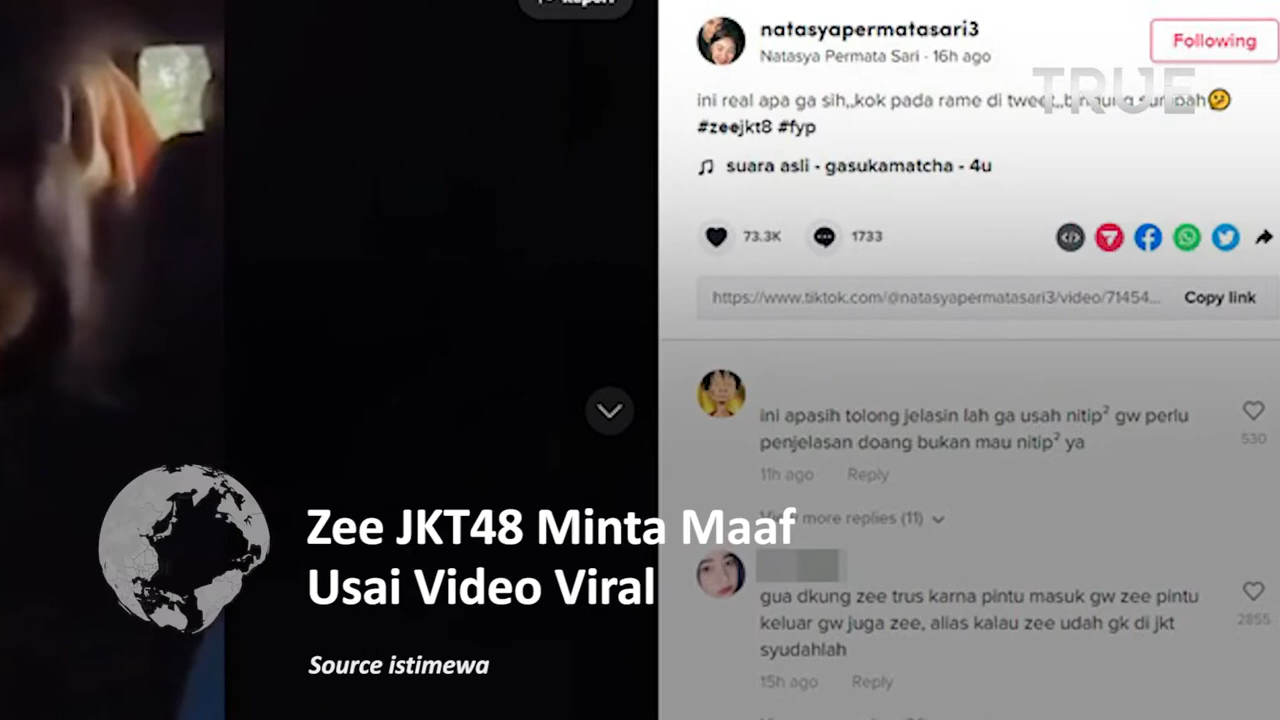 natasyapermatasari3
Following
Natasya Permata Sari · 16h ago
TRUE
ini real apa ga sih,,kok pada rame di tweet,,bingung sumpah😕
#zeejkt8 #fyp
suara asli - gasukamatcha - 4u
73.3K
1733
https://www.tiktok.com/@natasyapermatasari3/video/71454...
Copy link
ini apasih tolong jelasin lah ga usah nitip² gw perlu
penjelasan doang bukan mau nitip² ya
530
11h ago
Reply
View more replies (11)
Zee JKT48 Minta Maaf
Usai Video Viral
Source istimewa
gua dkung zee trus karna pintu masuk gw zee pintu
keluar gw juga zee, alias kalau zee udah gk di jkt
syudahlah
2855
15h ago
Reply